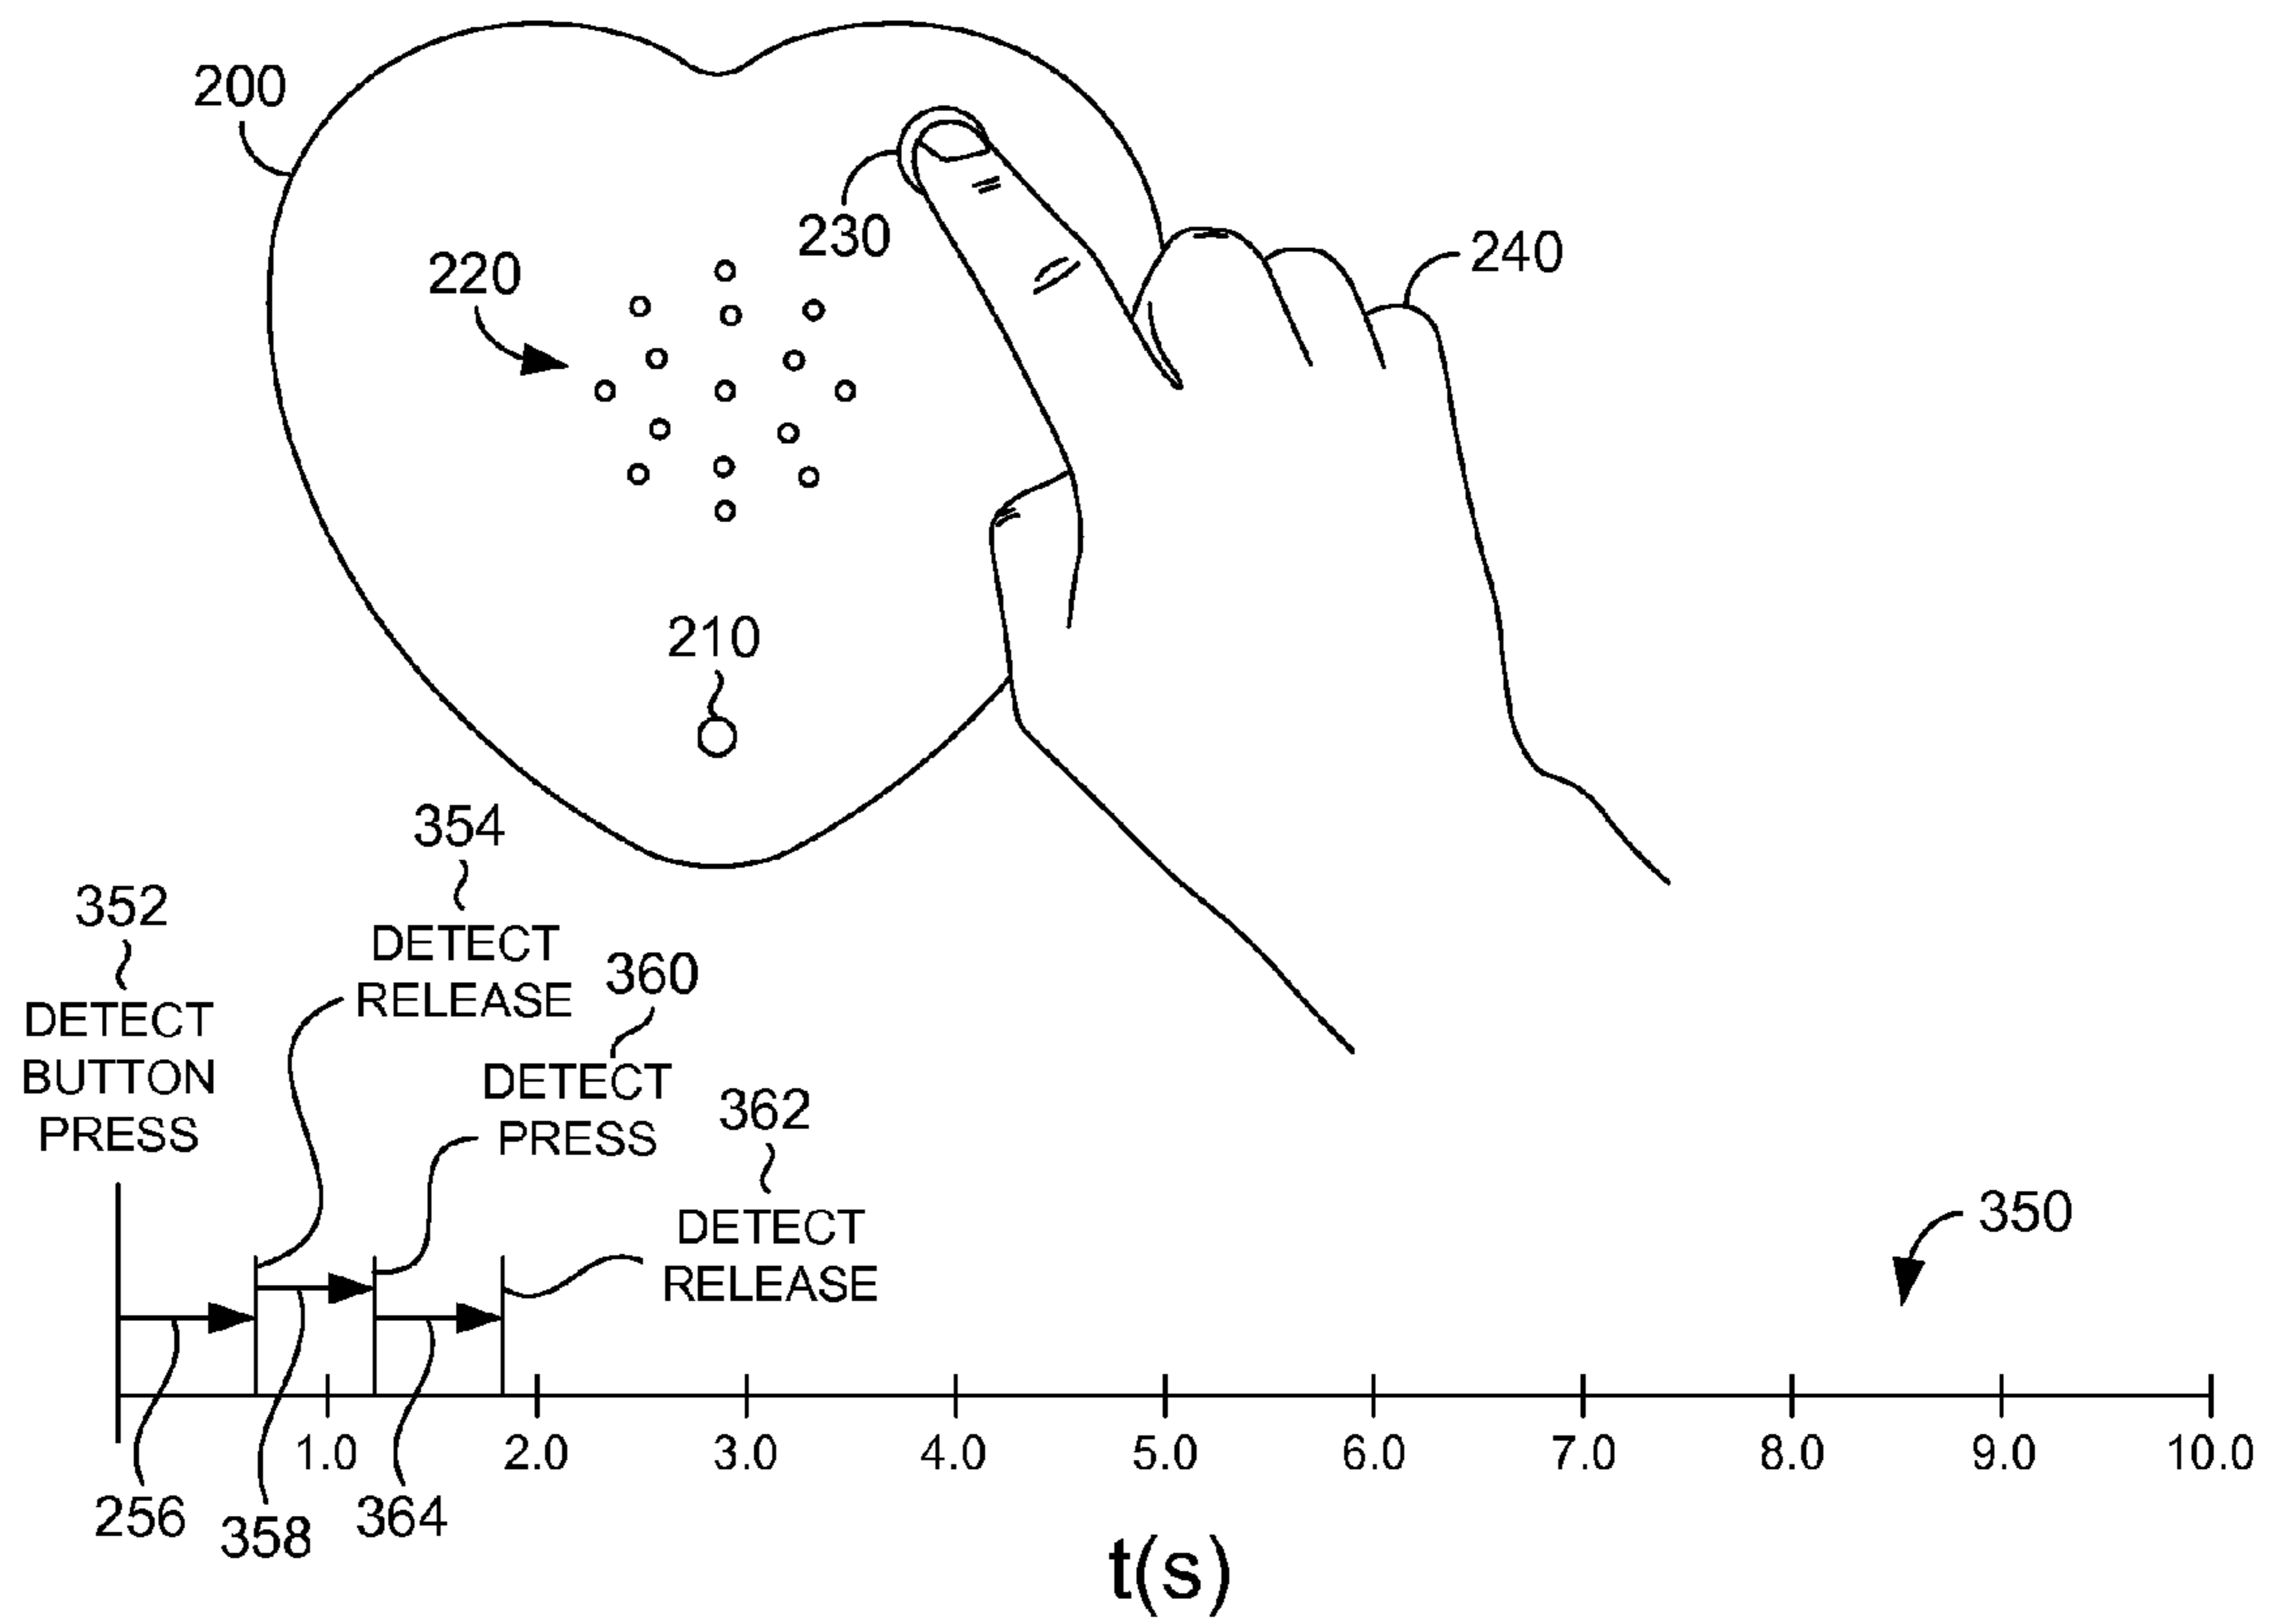 200
230
240
220
210
354
352
DETECT
RELEASE
360
DETECT
BUTTON
PRESS
DETECT
PRESS
362
DETECT
RELEASE
350
1.0 2.0 3.0 4.0 5.0 6.0 7.0 8.0 9.0 10.0
256
358
364
t(s)